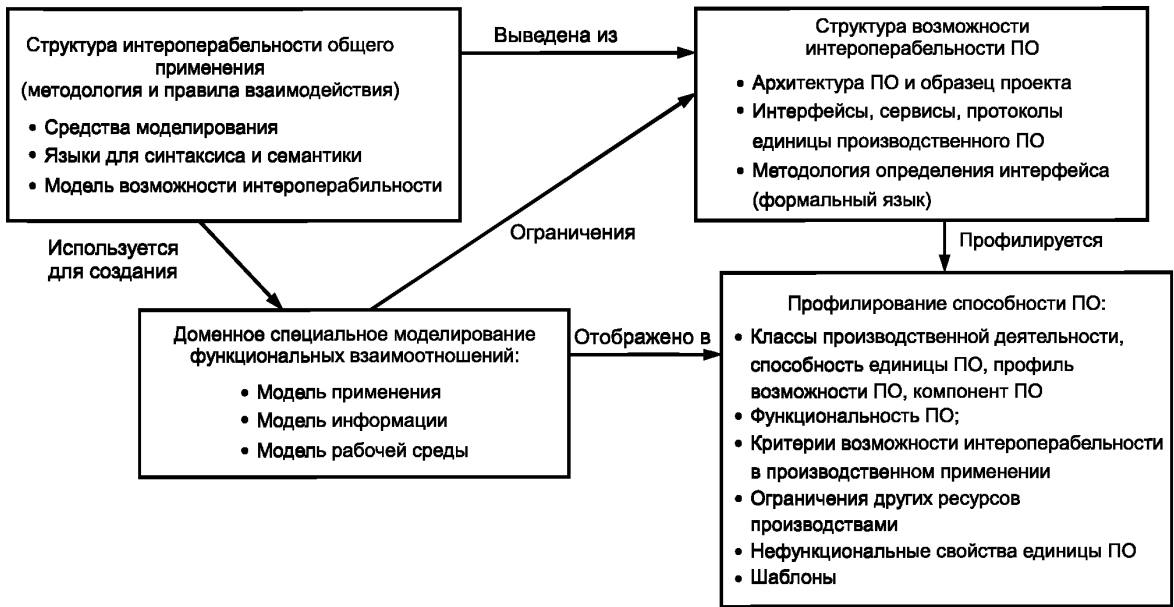 Структура интероперабельности общего
применения
(методология и правила взаимодействия)
• Средства моделирования
• Языки для синтаксиса и семантики
• Модель возможности интероперабильности
Выведена из
Структура возможности
интероперабельности ПО
• Архитектура ПО и образец проекта
• Интерфейсы, сервисы, протоколы
единицы производственного ПО
• Методология определения интерфейса
(формальный язык)
Используется
для создания
Ограничения
Профилируется
Доменное специальное моделирование
функциональных взаимоотношений:
• Модель применения
• Модель информации
• Модель рабочей среды
Отображено в
Профилирование способности ПО:
• Классы производственной деятельности,
способность единицы ПО, профиль
возможности ПО, компонент ПО
• Функциональность ПО;
• Критерии возможности интероперабельности
в производственном применении
• Ограничения других ресурсов
производствами
• Нефункциональные свойства единицы ПО
• Шаблоны